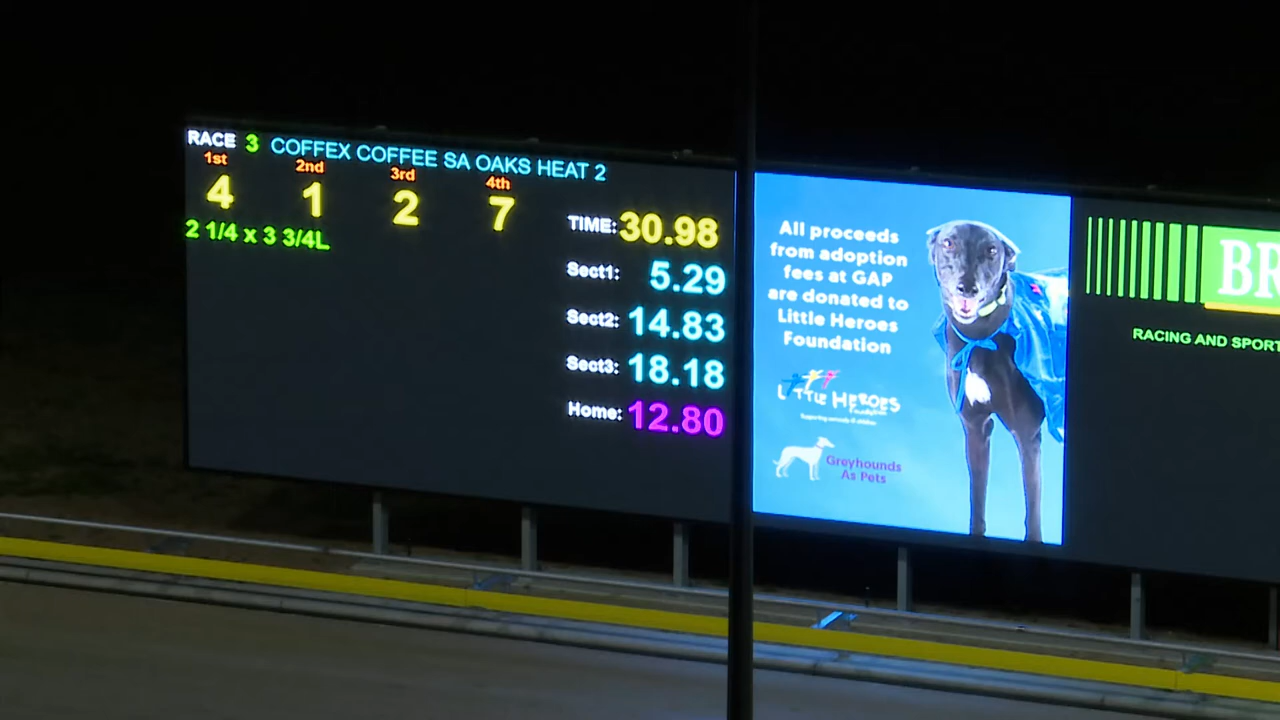 RACE 3 COFFEX COFFEE SA OAKS HEAT 2
1st 2nd 3rd 4th
4 1 2 7
2 1/4 x 3 3/4L
TIME: 30.98
Sect1: 5.29
Sect2: 14.83
Sect3: 18.18
Home: 12.80
All proceeds
from adoption
fees at GAP
are donated to
Little Heroes
Foundation
LITTLE HEROES
Foundation
Greyhounds
As Pets
BR
RACING AND SPORT